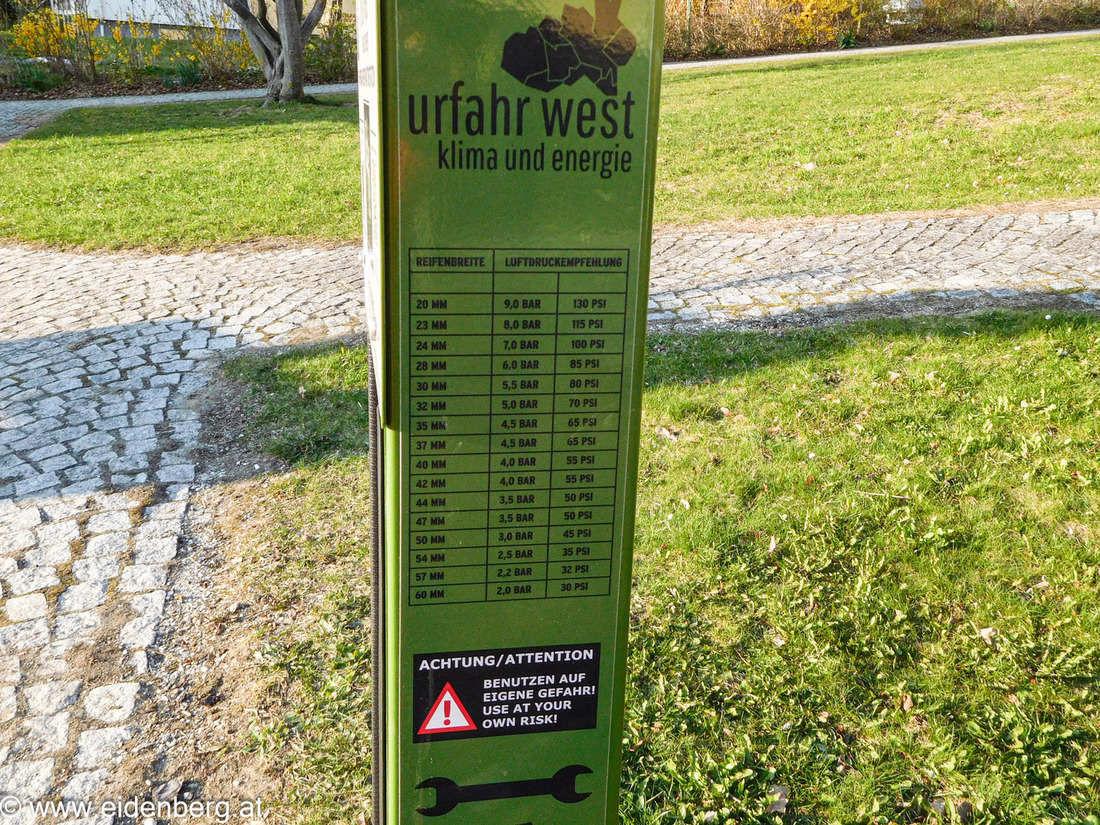 urfahr west
klima und energie
REIFENBREITE LUFTDRUCKEMPFEHLUNG
20 MM 9,0 BAR 130 PSI
23 MM 8,0 BAR 115 PSI
24 MM 7,0 BAR 100 PSI
28 MM 6,0 BAR 85 PSI
30 MM 5,5 BAR 80 PSI
32 MM 5,0 BAR 70 PSI
35 MM 4,5 BAR 65 PSI
37 MM 4,5 BAR 65 PSI
40 MM 4,0 BAR 55 PSI
42 MM 4,0 BAR 55 PSI
44 MM 3,5 BAR 50 PSI
47 MM 3,5 BAR 50 PSI
50 MM 3,0 BAR 45 PSI
54 MM 2,5 BAR 35 PSI
57 MM 2,2 BAR 32 PSI
60 MM 2,0 BAR 30 PSI
ACHTUNG/ATTENTION
BENUTZEN AUF
EIGENE GEFAHR!
USE AT YOUR
OWN RISK!
© www.eidenberg.at